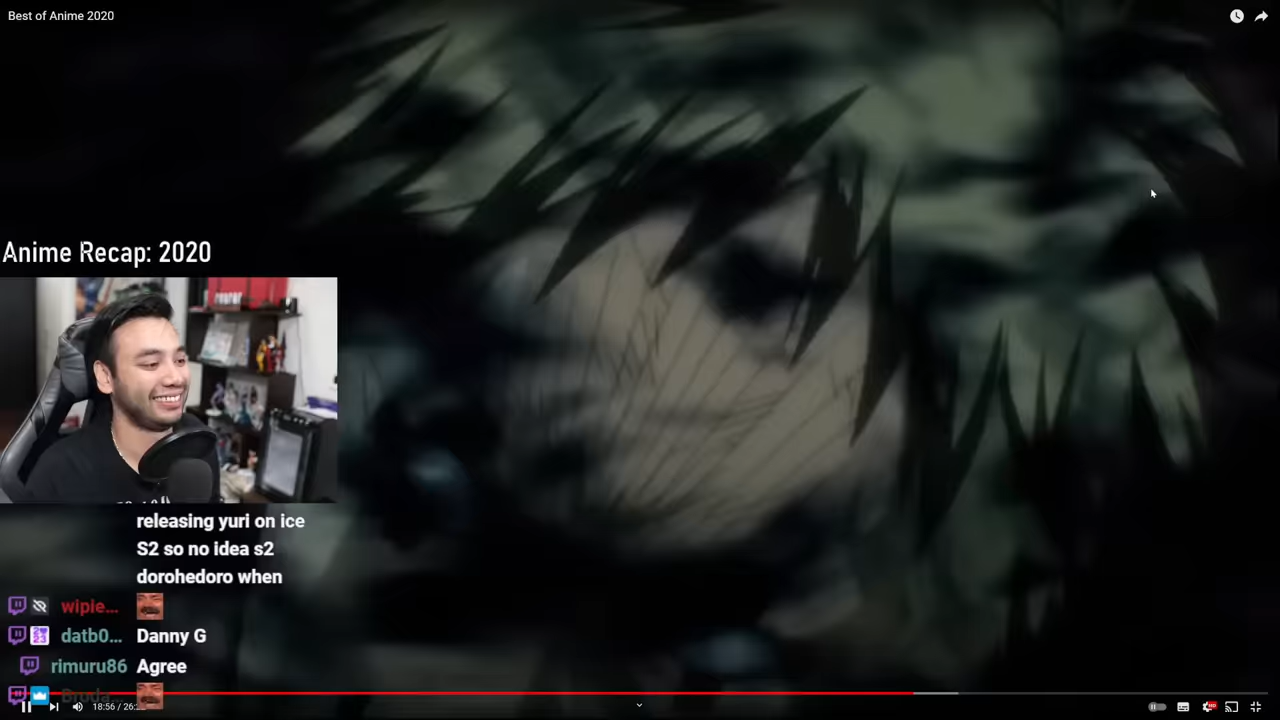 Best of Anime 2020
Anime Recap: 2020
releasing yuri on ice
S2 so no idea s2
dorohedoro when
wipie...
datb0... Danny G
rimuru86 Agree
18:56 / 26: